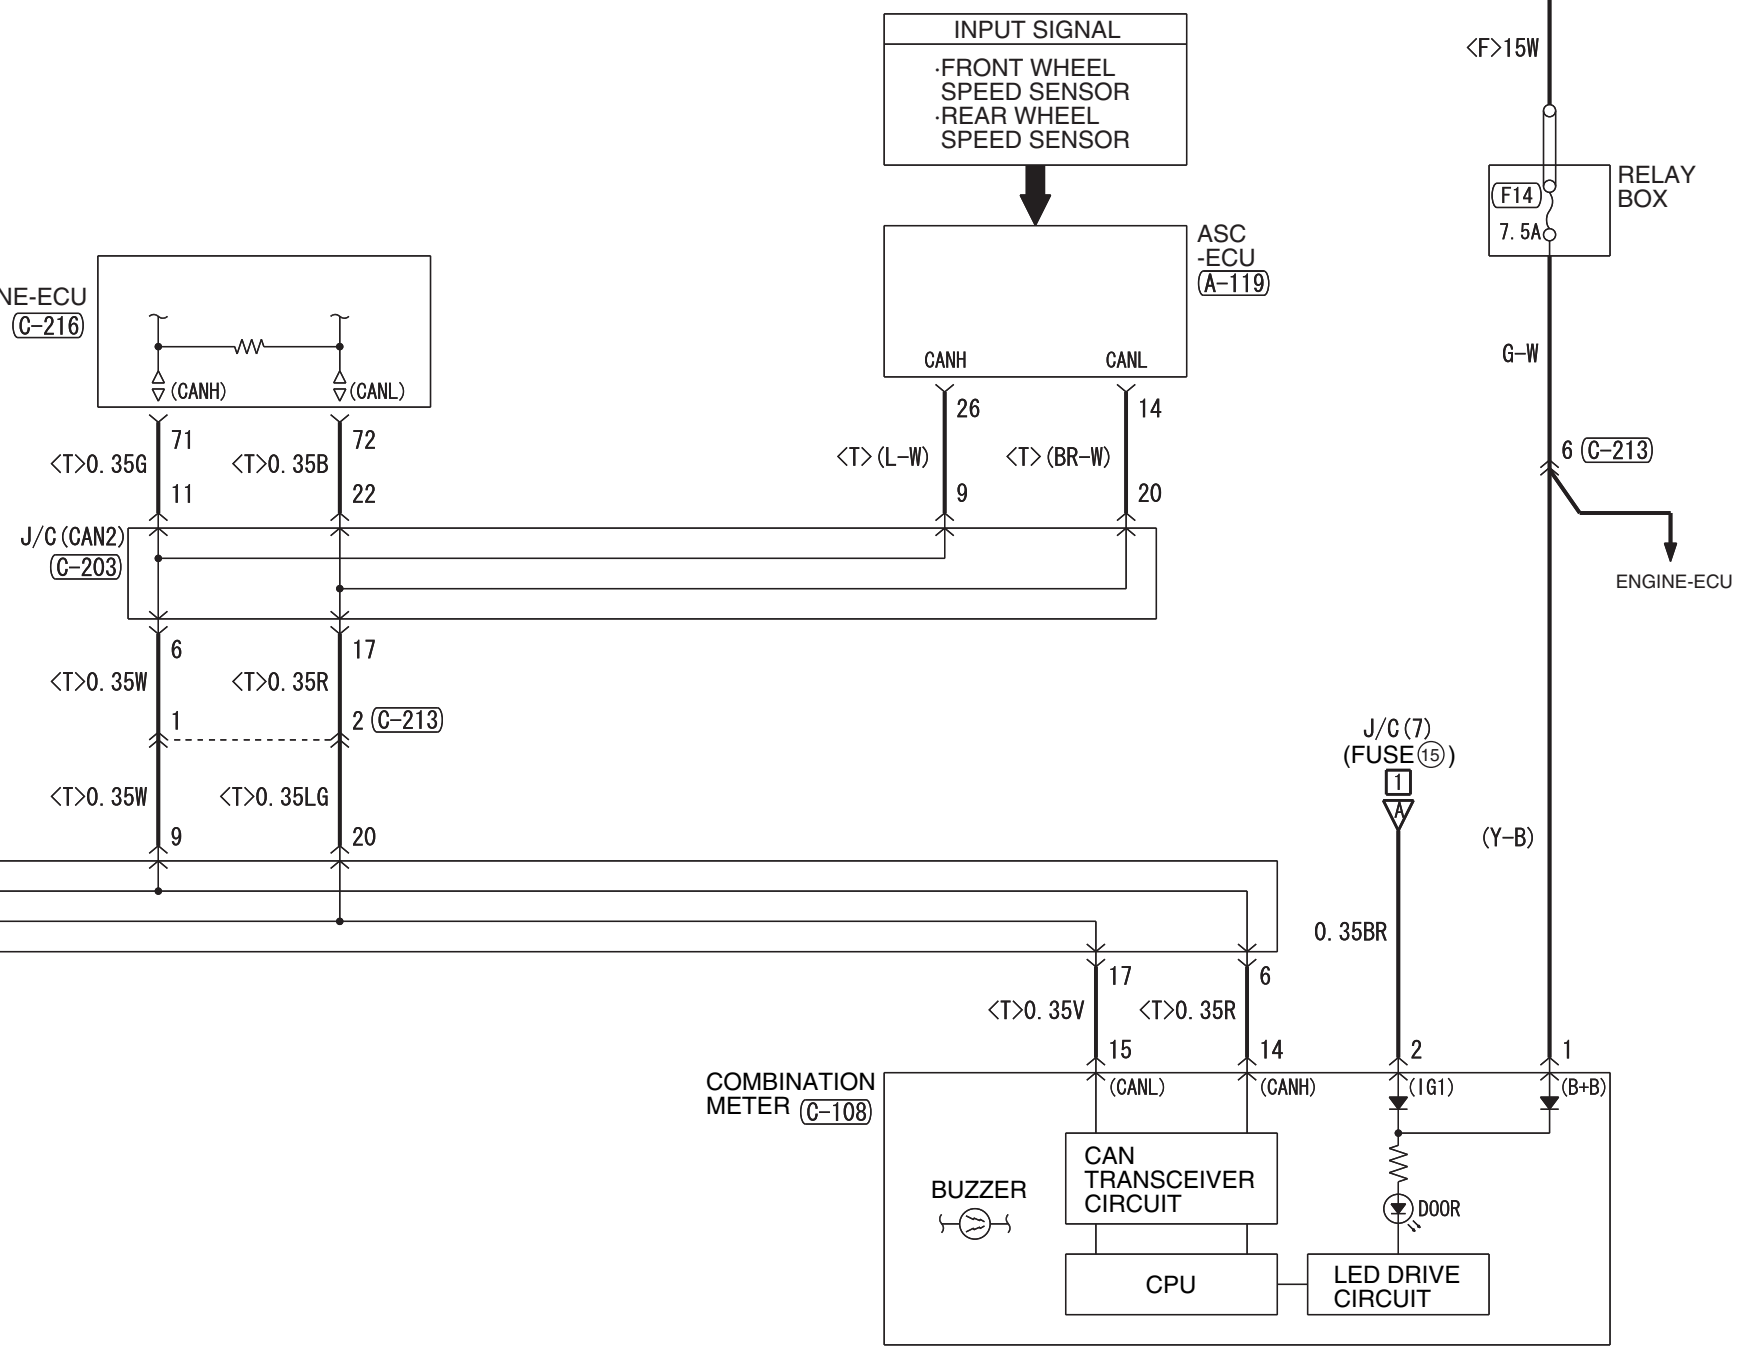 INPUT SIGNAL
·FRONT WHEEL
SPEED SENSOR
·REAR WHEEL
SPEED SENSOR
<F>15W
RELAY
BOX
F14
7.5A
ASC
-ECU
A-119
NE-ECU
C-216
(CANH)
(CANL)
CANH
CANL
G-W
71
72
26
14
<T>0.35G
<T>0.35B
<T>(L-W)
<T>(BR-W)
11
22
9
20
6
C-213
J/C(CAN2)
C-203
ENGINE-ECU
6
17
<T>0.35W
<T>0.35R
1
2
C-213
J/C(7)
(FUSE15)
1
A
<T>0.35W
<T>0.35LG
9
20
(Y-B)
0.35BR
17
6
<T>0.35V
<T>0.35R
15
14
2
1
COMBINATION
METER
C-108
(CANL)
(CANH)
(IG1)
(B+B)
CAN
TRANSCEIVER
CIRCUIT
BUZZER
DOOR
CPU
LED DRIVE
CIRCUIT